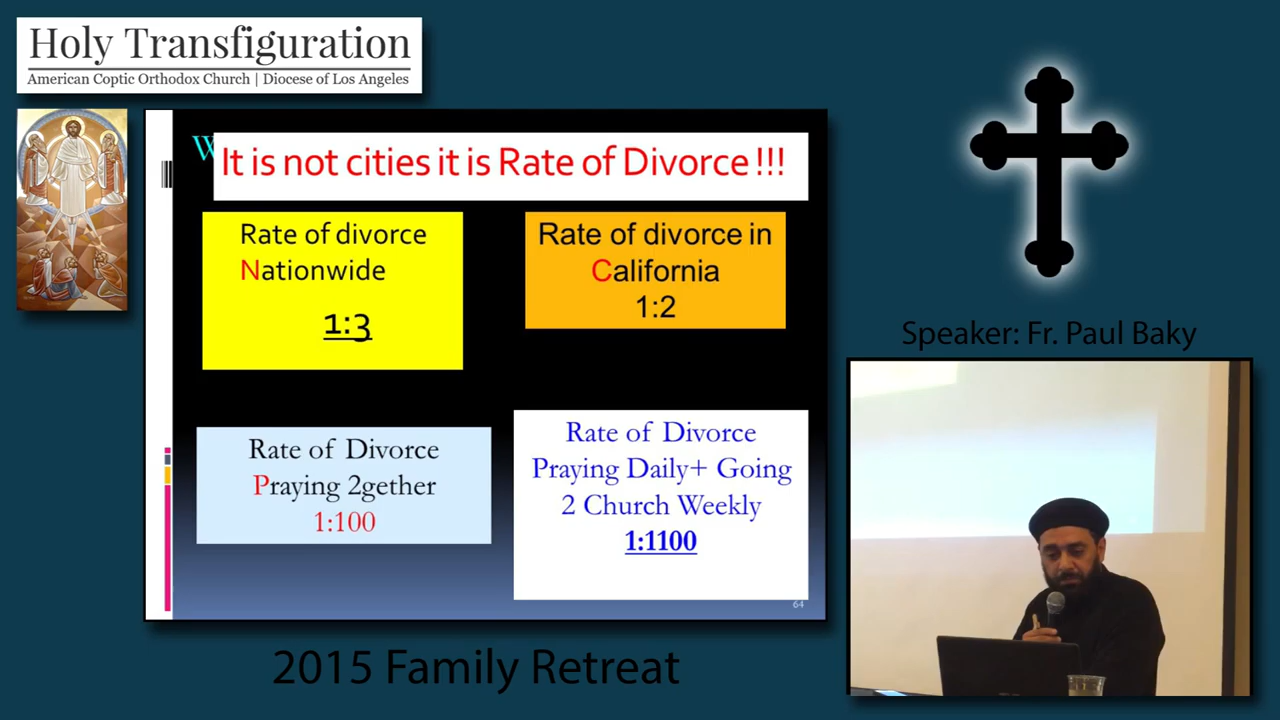 Holy Transfiguration
American Coptic Orthodox Church | Diocese of Los Angeles
W
It is not cities it is Rate of Divorce !!!
Rate of divorce
Nationwide
1:3
Rate of divorce in
California
1:2
Rate of Divorce
Praying 2gether
1:100
Rate of Divorce
Praying Daily+ Going
2 Church Weekly
1:1100
64
Speaker: Fr. Paul Baky
2015 Family Retreat